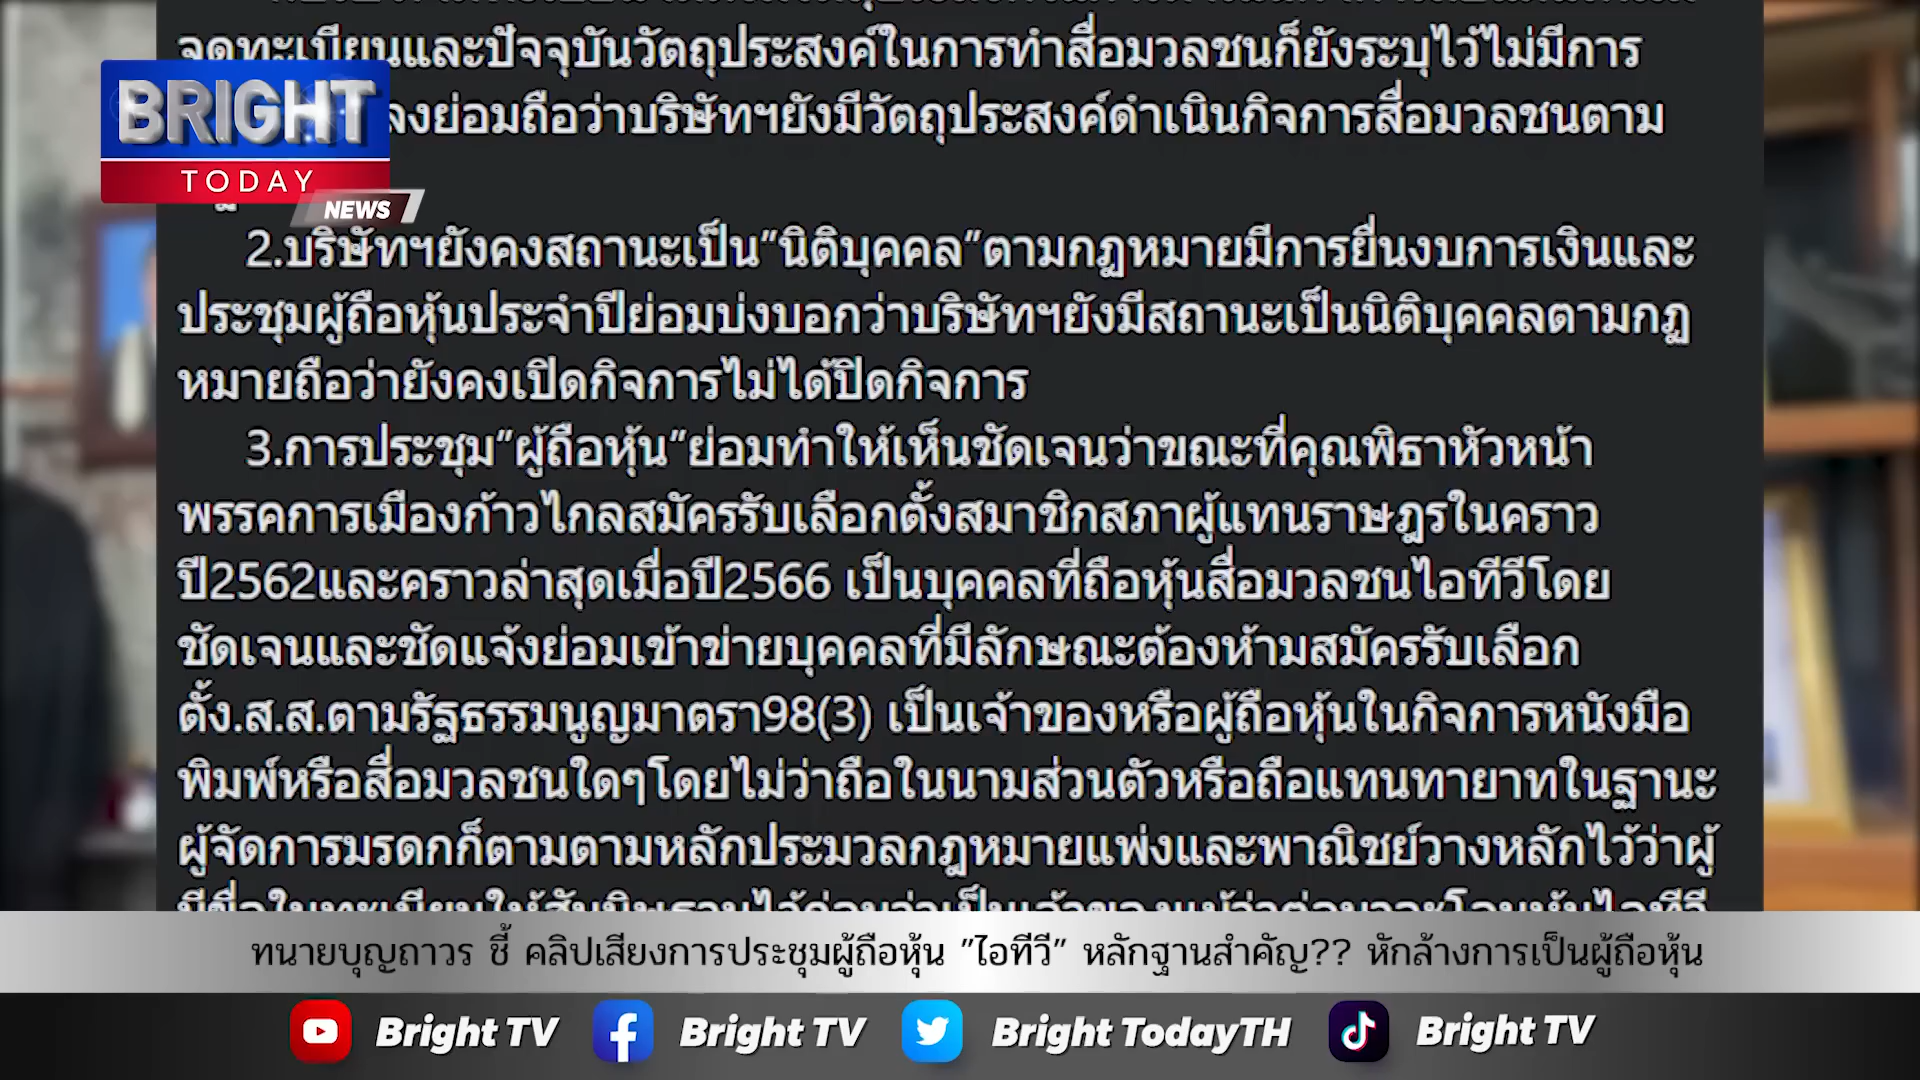 จดทะเบียนและปัจจุบันวัตถุประสงค์ในการทำสื่อมวลชนก็ยังระบุไว้ไม่มีการ
ย่อมถือว่าบริษัทฯยังมีวัตถุประสงค์ดำเนินกิจการสื่อมวลชนตาม
BRIGHT
TODAY
NEWS
2.บริษัทฯยังคงสถานะเป็น"นิติบุคคล"ตามกฎหมายมีการยื่นงบการเงินและ
ประชุมผู้ถือหุ้นประจำปีย่อมบ่งบอกว่าบริษัทฯยังมีสถานะเป็นนิติบุคคลตามกฏ
หมายถือว่ายังคงเปิดกิจการไม่ได้ปิดกิจการ
3.การประชุม"ผู้ถือหุ้น"ย่อมทำให้เห็นชัดเจนว่าขณะที่คุณพิธาหัวหน้า
พรรคการเมืองก้าวไกลสมัครรับเลือกตั้งสมาชิกสภาผู้แทนราษฎรในคราว
ปี2562และคราวล่าสุดเมื่อปี2566 เป็นบุคคลที่ถือหุ้นสื่อมวลชนไอทีวีโดย
ชัดเจนและชัดแจ้งย่อมเข้าข่ายบุคคลที่มีลักษณะต้องห้ามสมัครรับเลือก
ตั้ง.ส.ส.ตามรัฐธรรมนูญมาตรา98(3) เป็นเจ้าของหรือผู้ถือหุ้นในกิจการหนังมือ
พิมพ์หรือสื่อมวลชนใดๆโดยไม่ว่าถือในนามส่วนตัวหรือถือแทนทายาทในฐานะ
ผู้จัดการมรดกก็ตามตามหลักประมวลกฎหมายแพ่งและพาณิชย์วางหลักไว้ว่าผู้
ทนายบุญถาวร ชี้ คลิปเสียงการประชุมผู้ถือหุ้น "ไอทีวี" หลักฐานสำคัญ?? หักล้างการเป็นผู้ถือหุ้น
Bright TV
Bright TV
Bright TodayTH
Bright TV